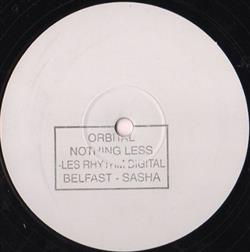 ORBITAL
NOTHING LESS
-LES RHYTHM DIGITAL
BELFAST - SASHA